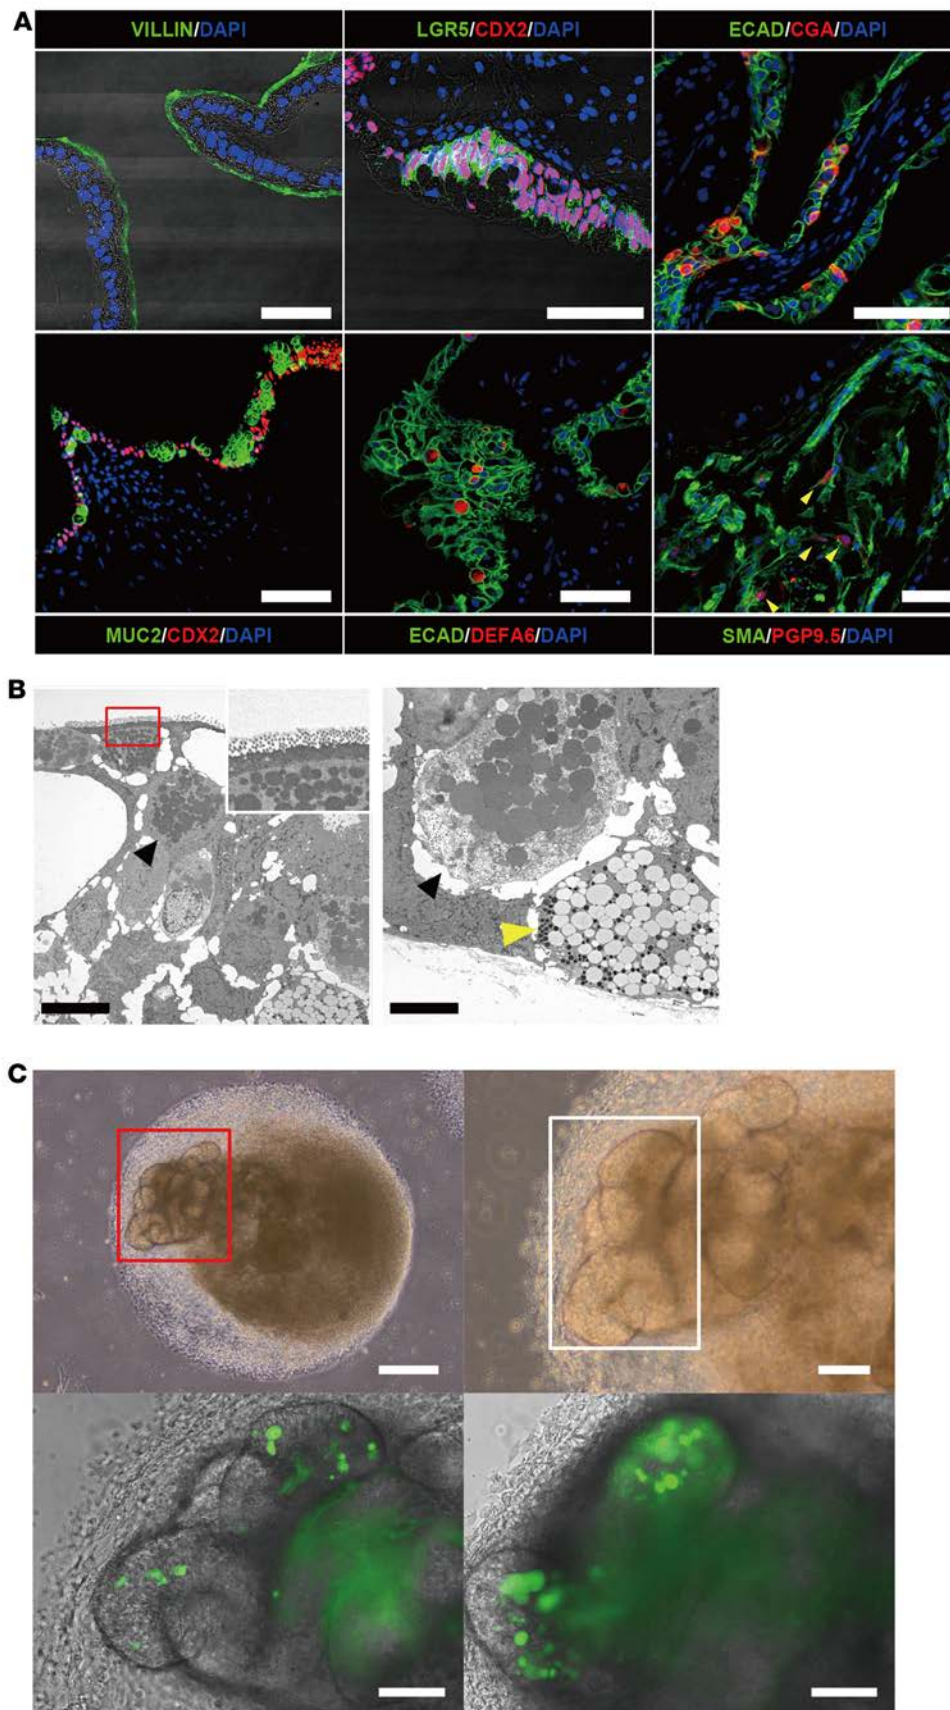 A
VILLIN/DAPI
LGR5/CDX2/DAPI
ECAD/CGA/DAPI
MUC2/CDX2/DAPI
ECAD/DEFA6/DAPI
SMA/PGP9.5/DAPI
B
C